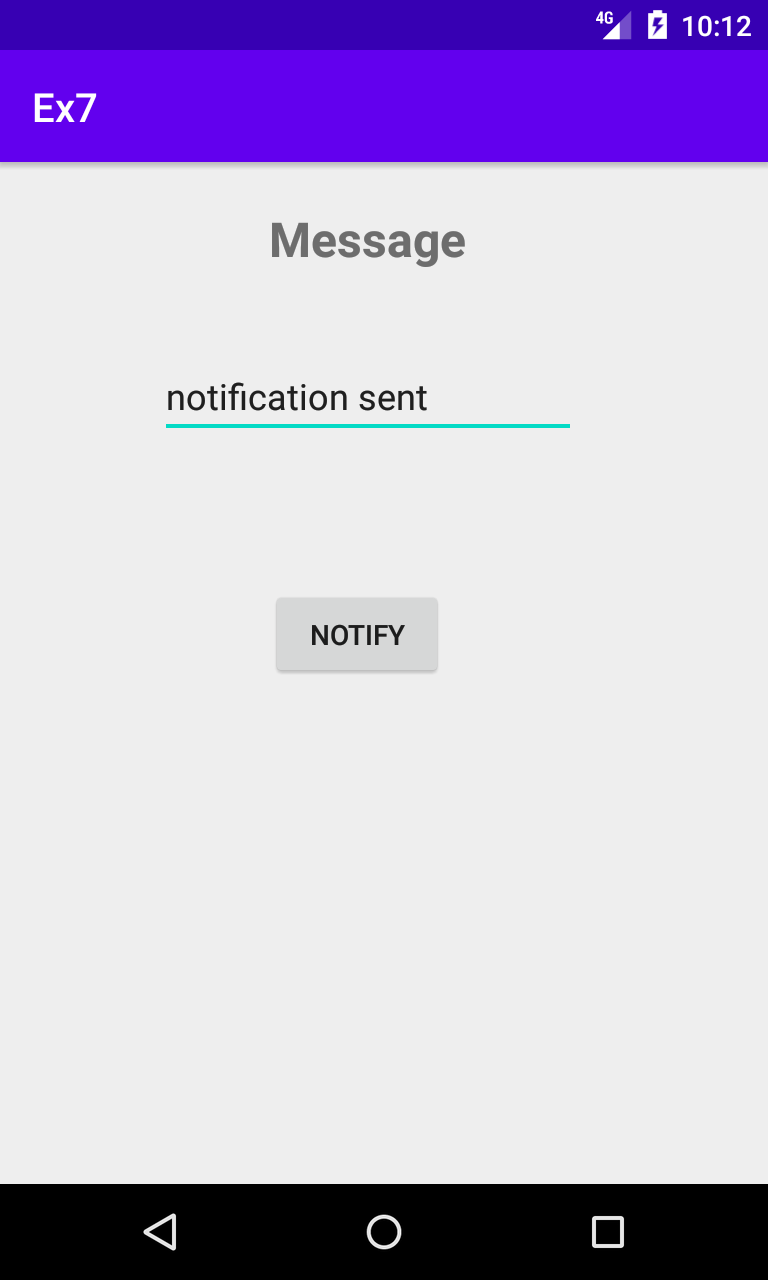 4G 10:12
Ex7
Message
notification sent
NOTIFY